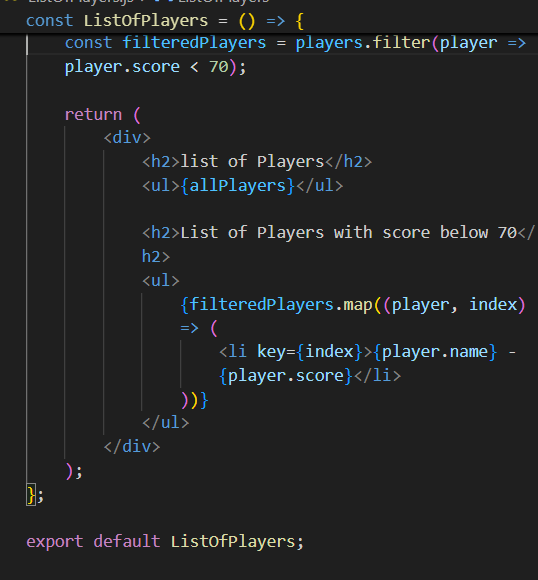 const ListOfPlayers = () => {
const filteredPlayers = players.filter(player =>
player.score < 70);
return (
<div>
<h2>list of Players</h2>
<ul>{allPlayers}</ul>
<h2>List of Players with score below 70</
h2>
<ul>
{filteredPlayers.map((player, index)
=> (
<li key={index}>{player.name} -
{player.score}</li>
))}
</ul>
</div>
);
};
export default ListOfPlayers;